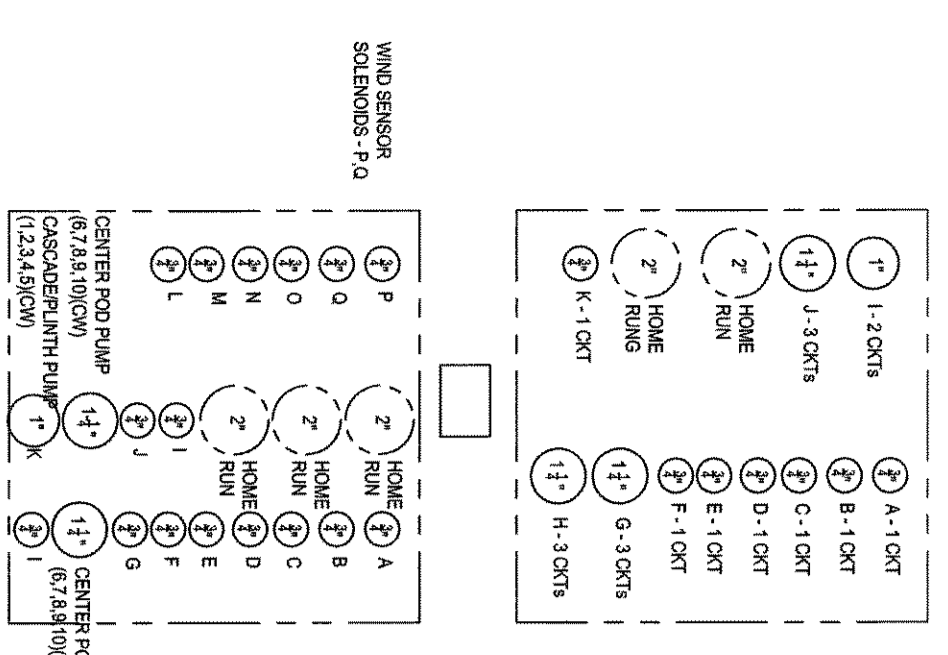 1" I - 2 CKTs
1¼" J - 3 CKTs
2" HOME
RUN
2" HOME
RUNG
¾" K - 1 CKT
¾" A - 1 CKT
¾" B - 1 CKT
¾" C - 1 CKT
¾" D - 1 CKT
¾" E - 1 CKT
¾" F - 1 CKT
1¼" G - 3 CKTs
1¼" H - 3 CKTs
WIND SENSOR
SOLENOIDS - P,Q
¾" P
¾" Q
¾" O
¾" N
¾" M
¾" L
CENTER POD PUMP
(6,7,8,9,10)(CW)
CASCADE/PLINTH PUMP
(1,2,3,4,5)(CW)
2" HOME
RUN
2" HOME
RUN
2" HOME
RUN
¾" I
¾" J
1¼"
1" K
¾" A
¾" B
¾" C
¾" D
¾" E
¾" F
¾" G
1¼" CENTER
(6,7,8,9,10)(
¾" I